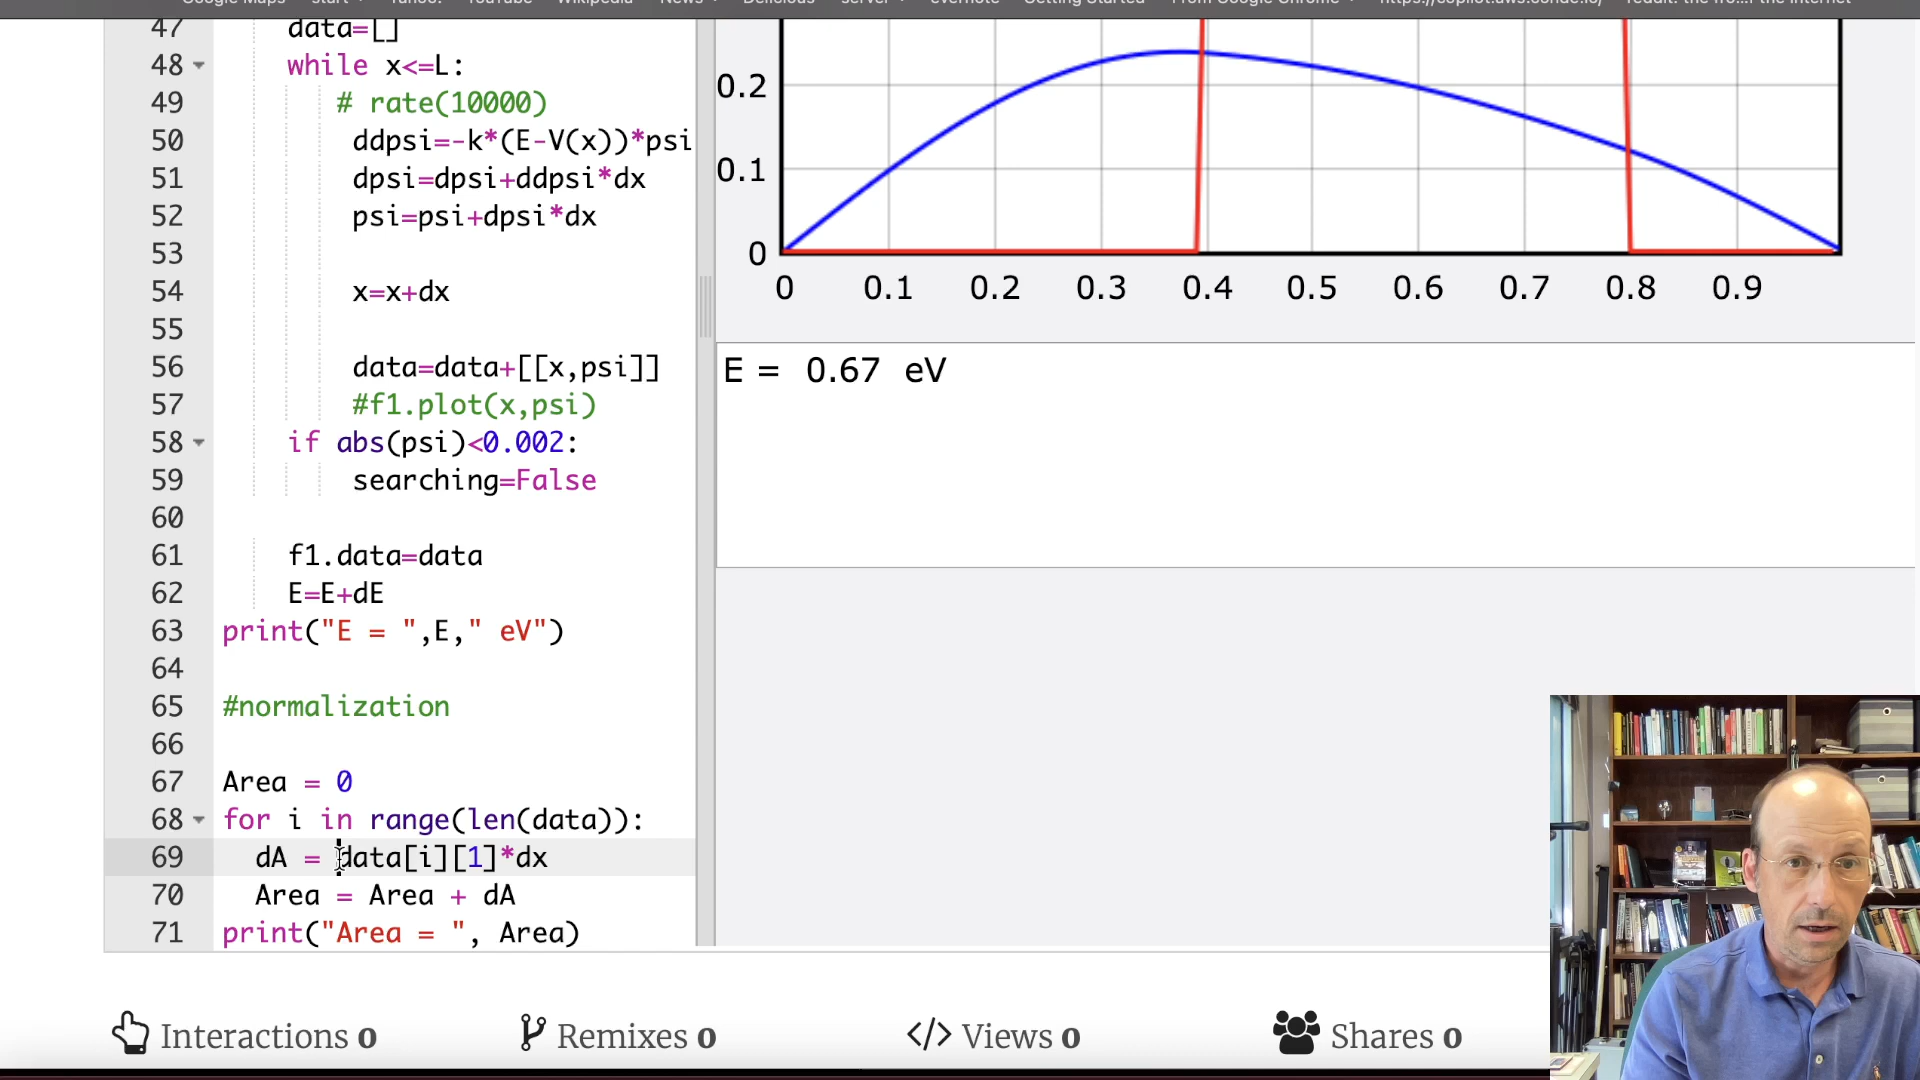 47 data=[]
48 while x<=L:
49 # rate(10000)
50 ddpsi=-k*(E-V(x))*psi
51 dpsi=dpsi+ddpsi*dx
52 psi=psi+dpsi*dx
53
54 x=x+dx
55
56 data=data+[[x,psi]]
57 #f1.plot(x,psi)
58 if abs(psi)<0.002:
59 searching=False
60
61 f1.data=data
62 E=E+dE
63 print("E = ",E," eV")
64
65 #normalization
66
67 Area = 0
68 for i in range(len(data)):
69 dA = data[i][1]*dx
70 Area = Area + dA
71 print("Area = ", Area)
0.2
0.1
0
0 0.1 0.2 0.3 0.4 0.5 0.6 0.7 0.8 0.9
E = 0.67 eV
Interactions 0 Remixes 0 Views 0 Shares 0